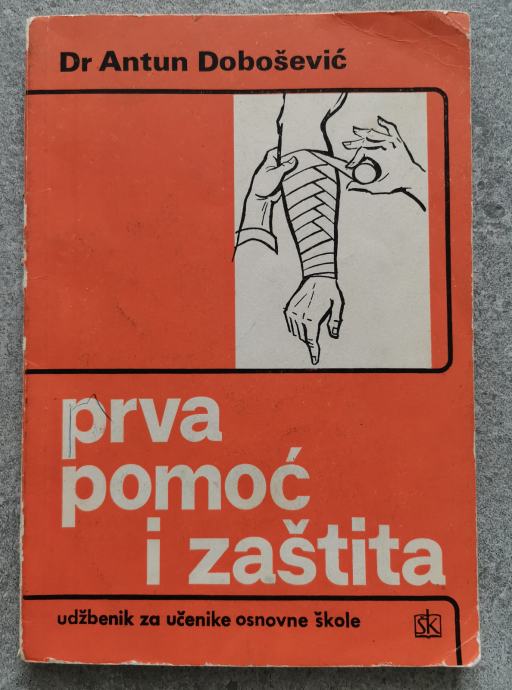 Dr Antun Dobošević
prva
pomoć
i zaštita
udžbenik za učenike osnovne škole
ŠK